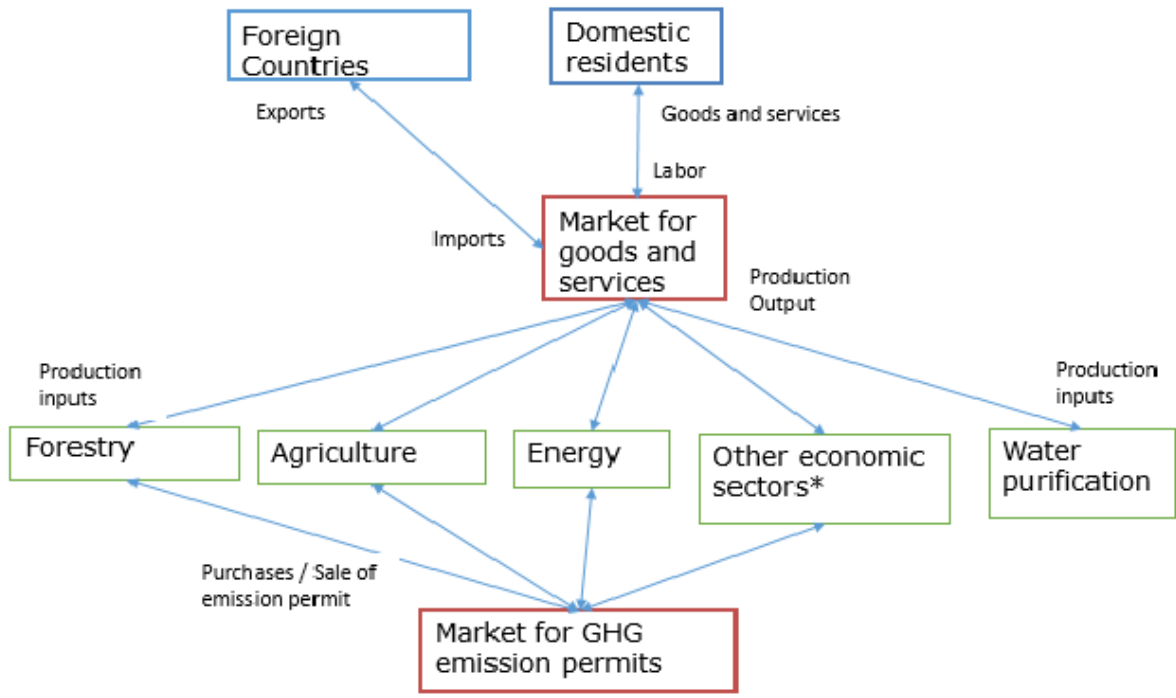 Foreign
Countries
Domestic
residents
Exports
Goods and services
Labor
Imports
Market for
goods and
services
Production
Output
Production
inputs
Production
inputs
Forestry
Agriculture
Energy
Other economic
sectors*
Water
purification
Purchases / Sale of
emission permit
Market for GHG
emission permits